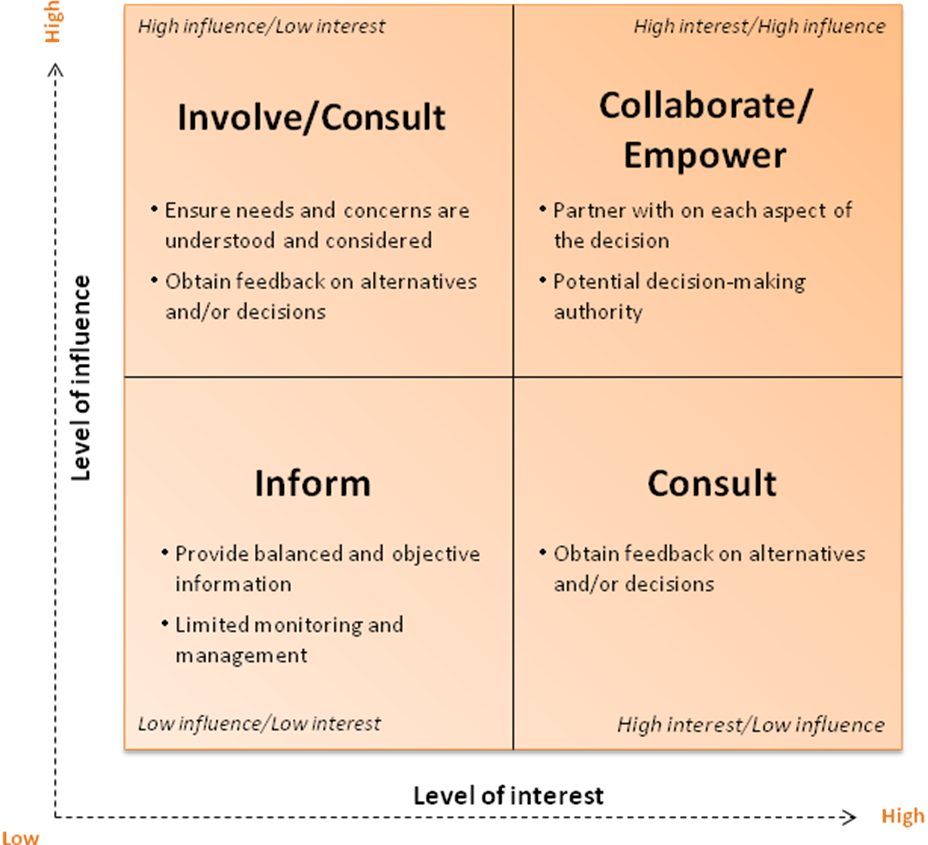 High
High influence/Low interest
High interest/High influence
Involve/Consult
• Ensure needs and concerns are
understood and considered
• Obtain feedback on alternatives
and/or decisions
Collaborate/
Empower
• Partner with on each aspect of
the decision
• Potential decision-making
authority
Level of influence
Inform
• Provide balanced and objective
information
• Limited monitoring and
management
Low influence/Low interest
Consult
• Obtain feedback on alternatives
and/or decisions
High interest/Low influence
Level of interest
High
Low